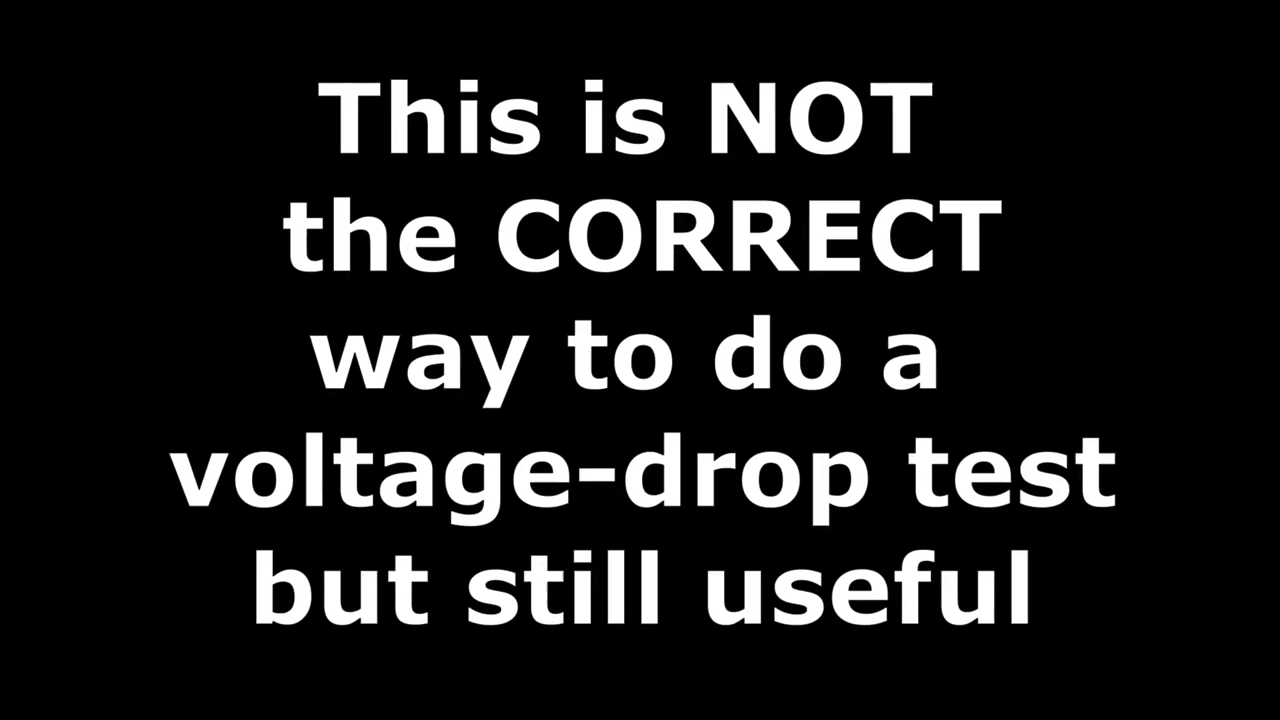 This is NOT
the CORRECT
way to do a
voltage-drop test
but still useful